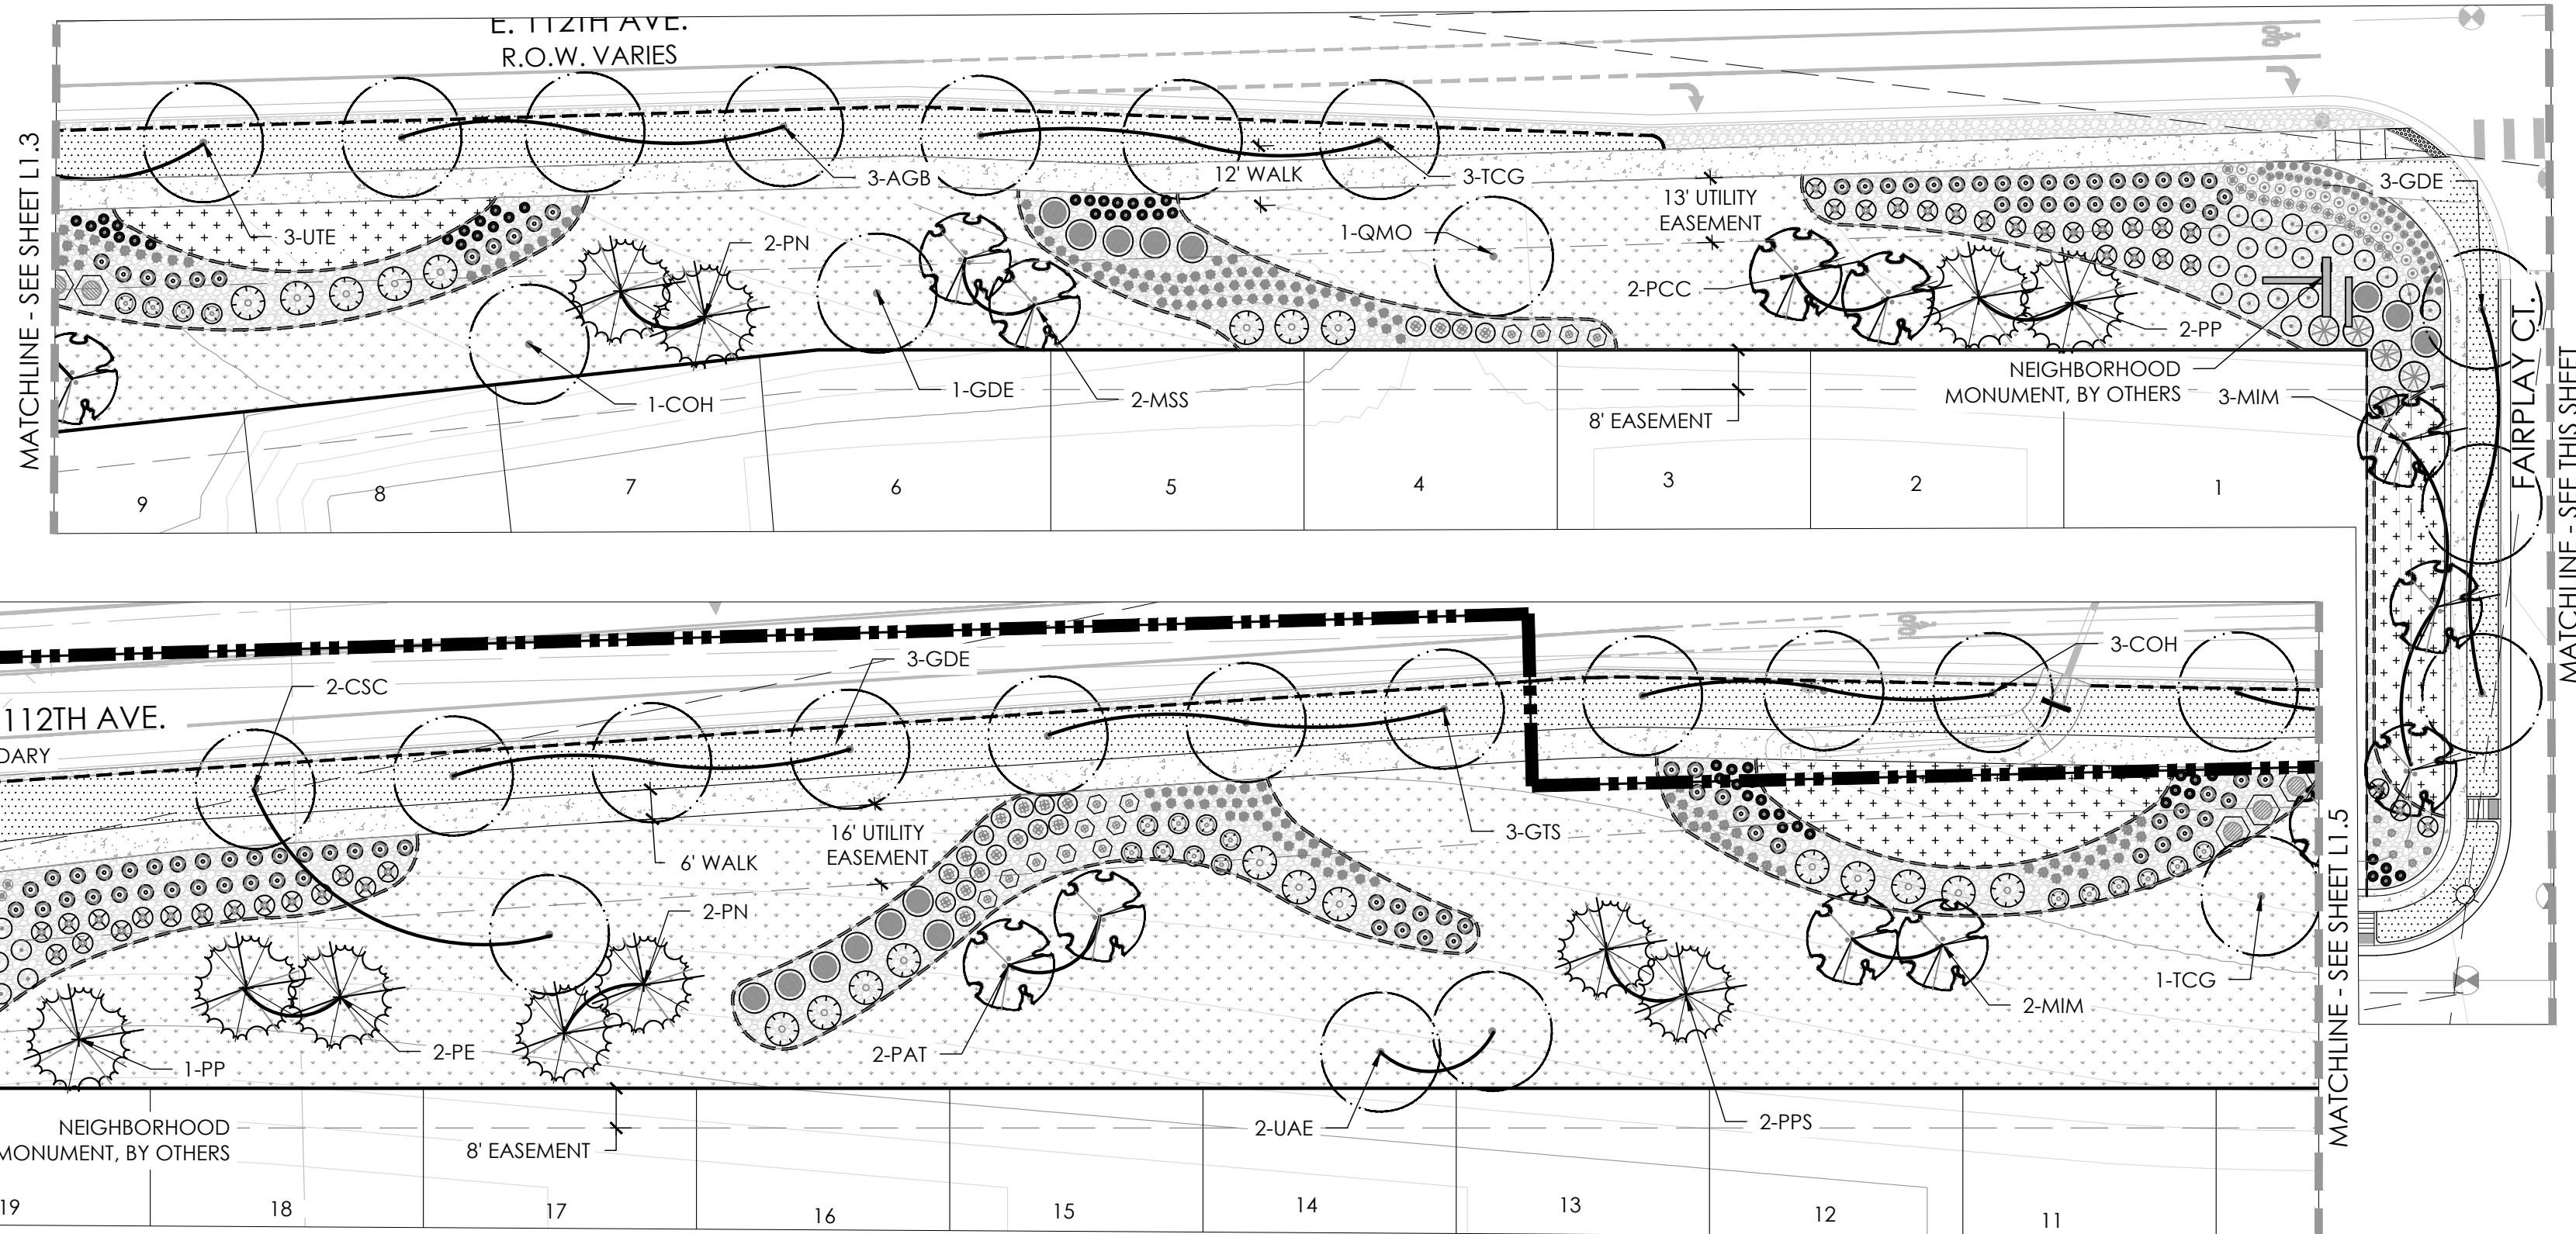 E. 112TH AVE.
R.O.W. VARIES
MATCHLINE - SEE SHEET L1.3
3-UTE
3-AGB
12' WALK
3-TCG
13' UTILITY
EASEMENT
3-GDE
2-PN
1-QMO
2-PCC
2-PP
1-COH
1-GDE
2-MSS
NEIGHBORHOOD
MONUMENT, BY OTHERS
3-MIM
8' EASEMENT
FAIRPLAY CT.
MATCHLINE - SEE THIS SHEET
9
8
7
6
5
4
3
2
1
112TH AVE.
DARY
2-CSC
3-GDE
3-COH
16' UTILITY
EASEMENT
6' WALK
3-GTS
2-PN
1-TCG
2-MIM
2-PE
1-PP
2-PAT
2-UAE
2-PPS
NEIGHBORHOOD
MONUMENT, BY OTHERS
8' EASEMENT
MATCHLINE - SEE SHEET L1.5
19
18
17
16
15
14
13
12
11